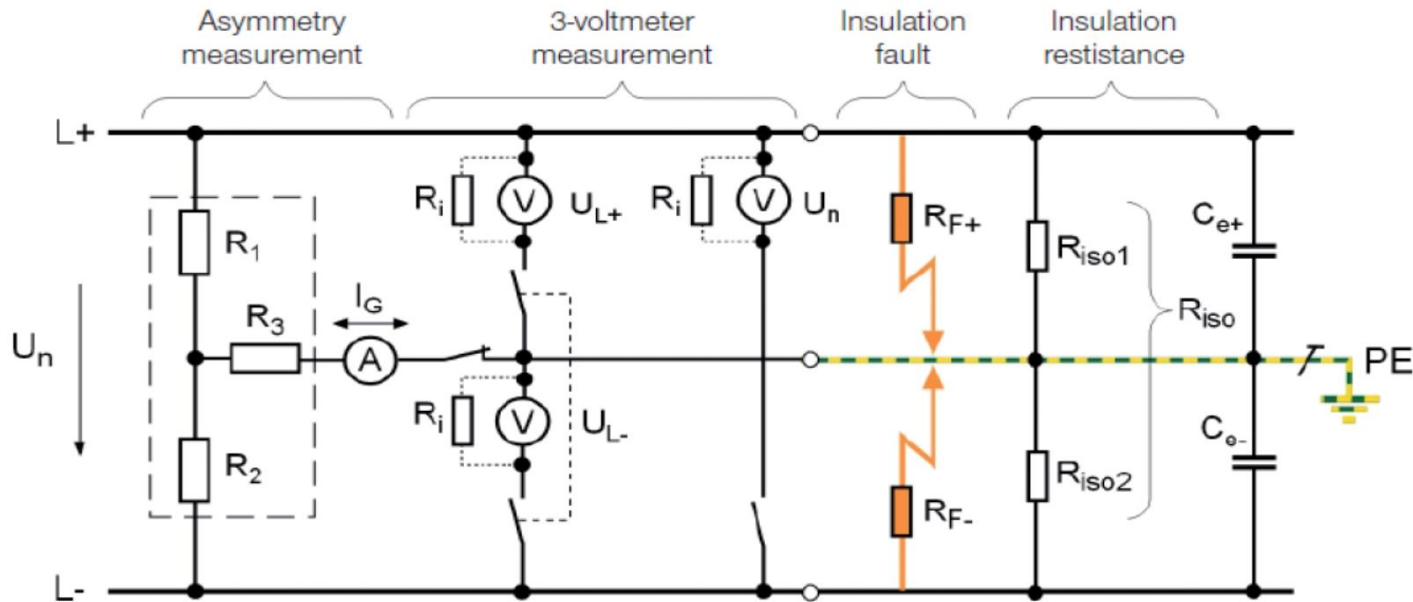 Asymmetry
measurement
3-voltmeter
measurement
Insulation
fault
Insulation
restistance
L+
R1
R3
IG
A
R2
Un
Ri
V
UL+
Ri
V
Un
Ri
V
UL-
RF+
RF-
Riso1
Riso2
Riso
Ce+
Ce-
PE
L-